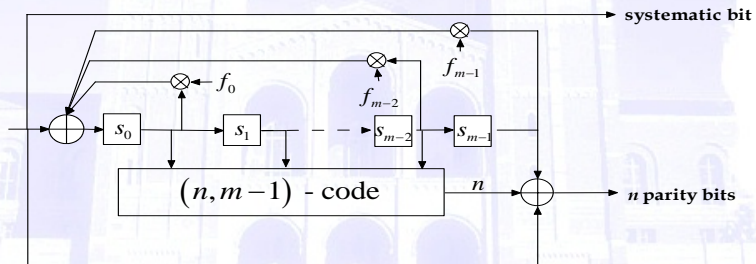 systematic bit
f_{m−1}
f_0
f_{m−2}
s_0 s_1 s_{m−2} s_{m−1}
(n, m−1) - code
n
n parity bits